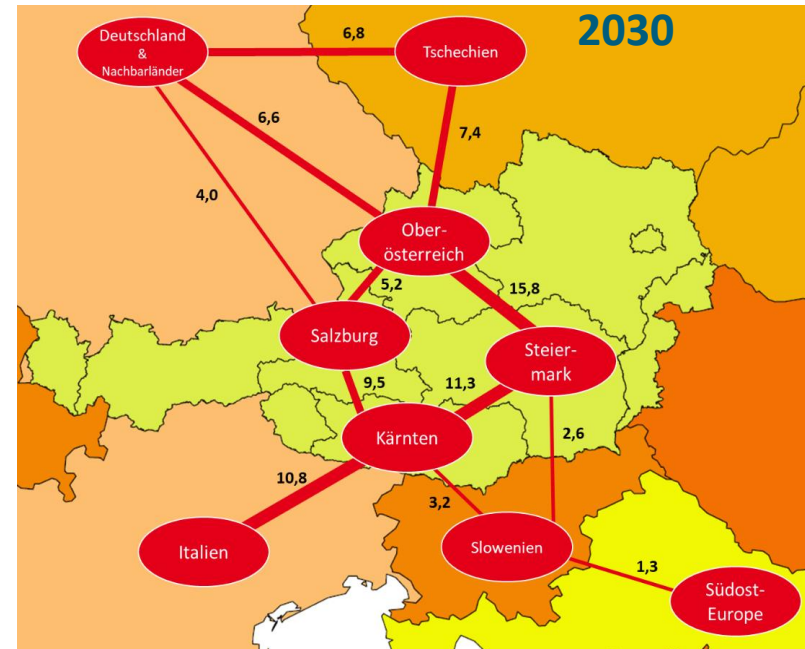 2030
Deutschland
&
Nachbarländer
6,8
Tschechien
6,6
7,4
4,0
Ober-
österreich
5,2
15,8
Salzburg
Steier-
mark
9,5
11,3
Kärnten
2,6
10,8
3,2
Italien
Slowenien
1,3
Südost-
Europe